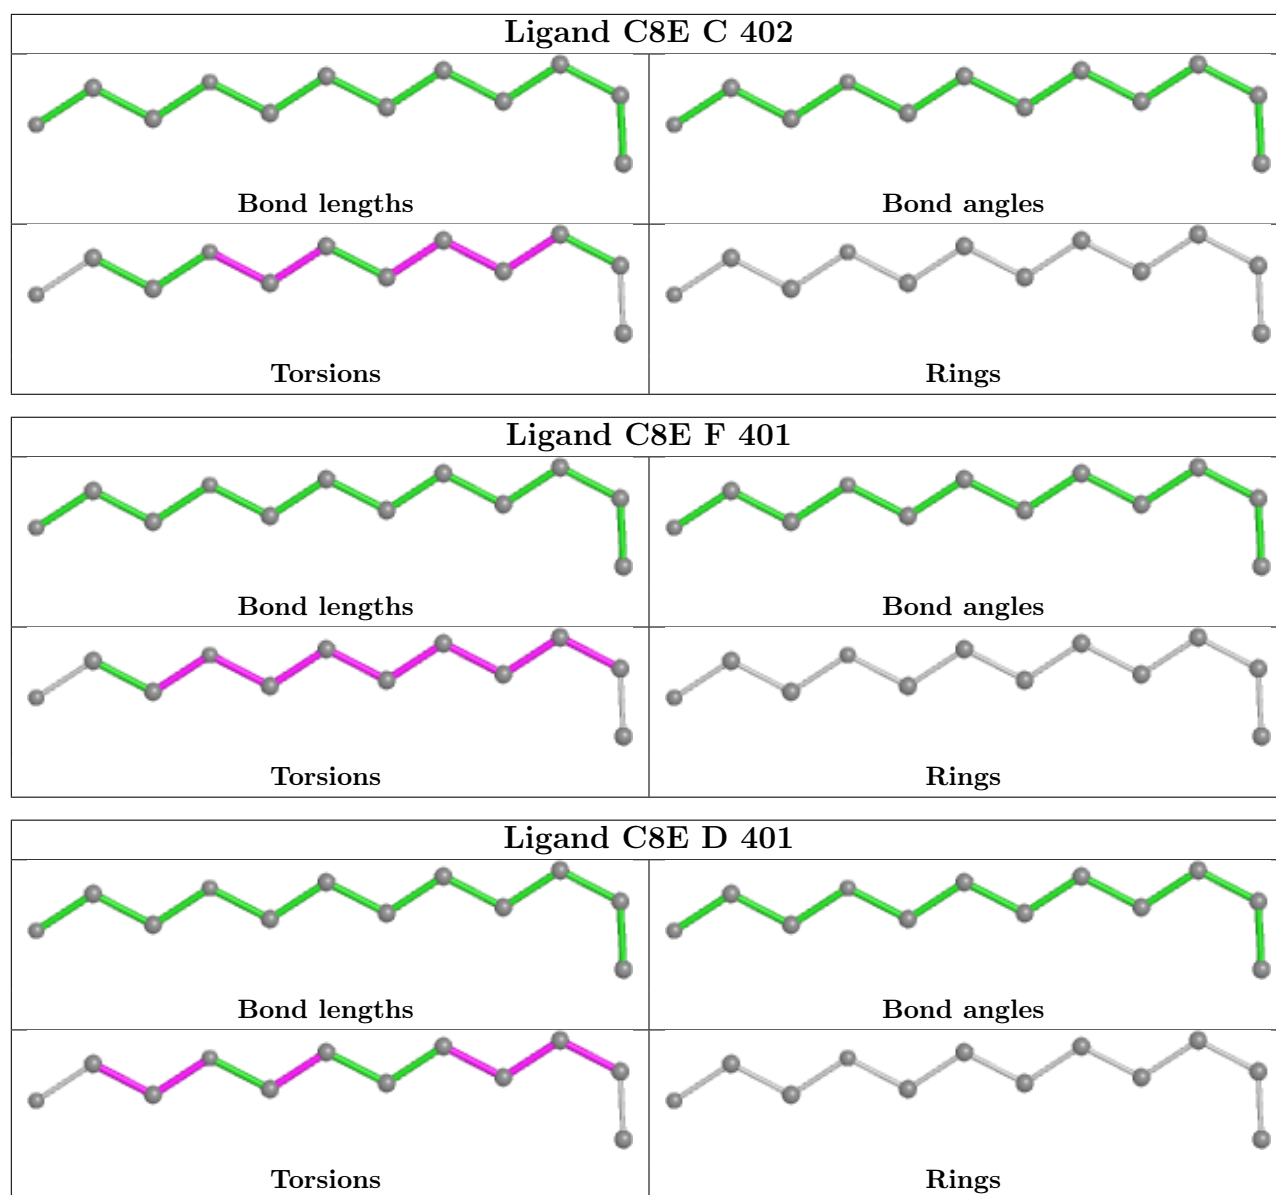 Ligand C8E C 402
Bond lengths Bond angles
Torsions Rings
Ligand C8E F 401
Bond lengths Bond angles
Torsions Rings
Ligand C8E D 401
Bond lengths Bond angles
Torsions Rings